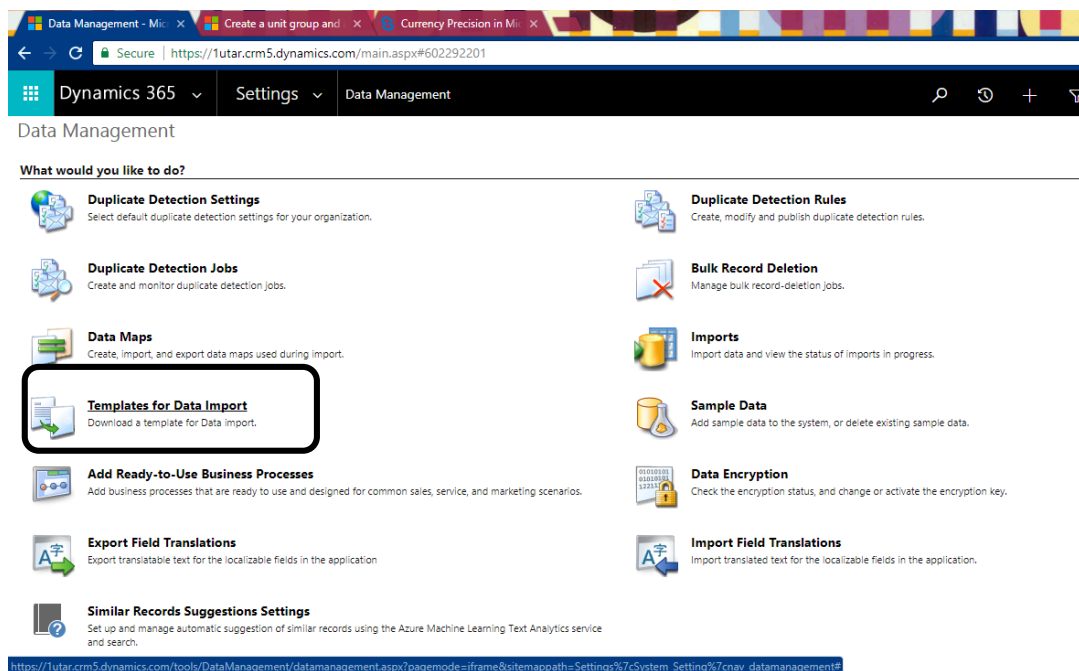 Data Management - Mic
Create a unit group and
Currency Precision in Mi
Secure | https://1utar.crm5.dynamics.com/main.aspx#602292201
Dynamics 365 Settings Data Management
Data Management
What would you like to do?
Duplicate Detection Settings
Select default duplicate detection settings for your organization.
Duplicate Detection Rules
Create, modify and publish duplicate detection rules.
Duplicate Detection Jobs
Create and monitor duplicate detection jobs.
Bulk Record Deletion
Manage bulk record-deletion jobs.
Data Maps
Create, import, and export data maps used during import.
Imports
Import data and view the status of imports in progress.
Templates for Data Import
Download a template for Data import.
Sample Data
Add sample data to the system, or delete existing sample data.
Add Ready-to-Use Business Processes
Add business processes that are ready to use and designed for common sales, service, and marketing scenarios.
Data Encryption
Check the encryption status, and change or activate the encryption key.
Export Field Translations
Export translatable text for the localizable fields in the application
Import Field Translations
Import translated text for the localizable fields in the application.
Similar Records Suggestions Settings
Set up and manage automatic suggestion of similar records using the Azure Machine Learning Text Analytics service
and search.
https://1utar.crm5.dynamics.com/tools/DataManagement/datamanagement.aspx?pagemode=iframe&sitemappath=Settings%7cSystem_Setting%7cnav_datamanagement#